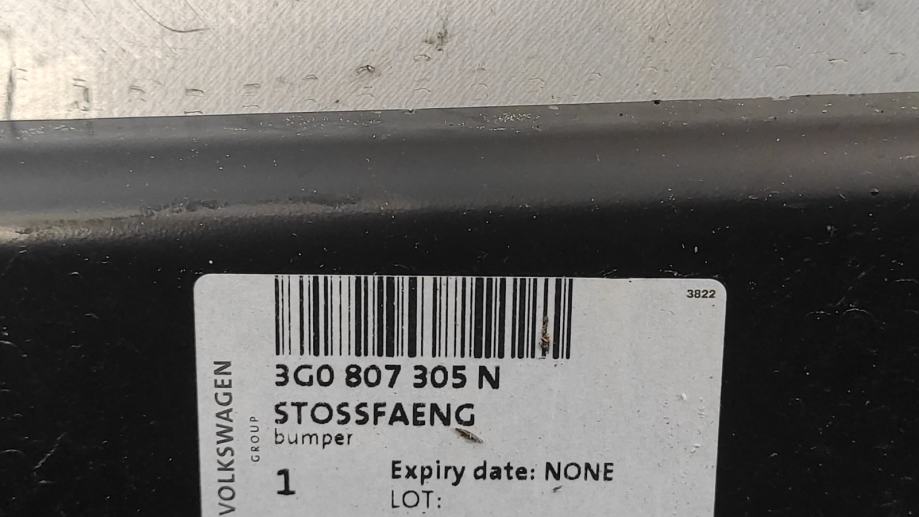 3822
3G0 807 305 N
STOSSFAENG
bumper
1
Expiry date: NONE
LOT:
VOLKSWAGEN
GROUP